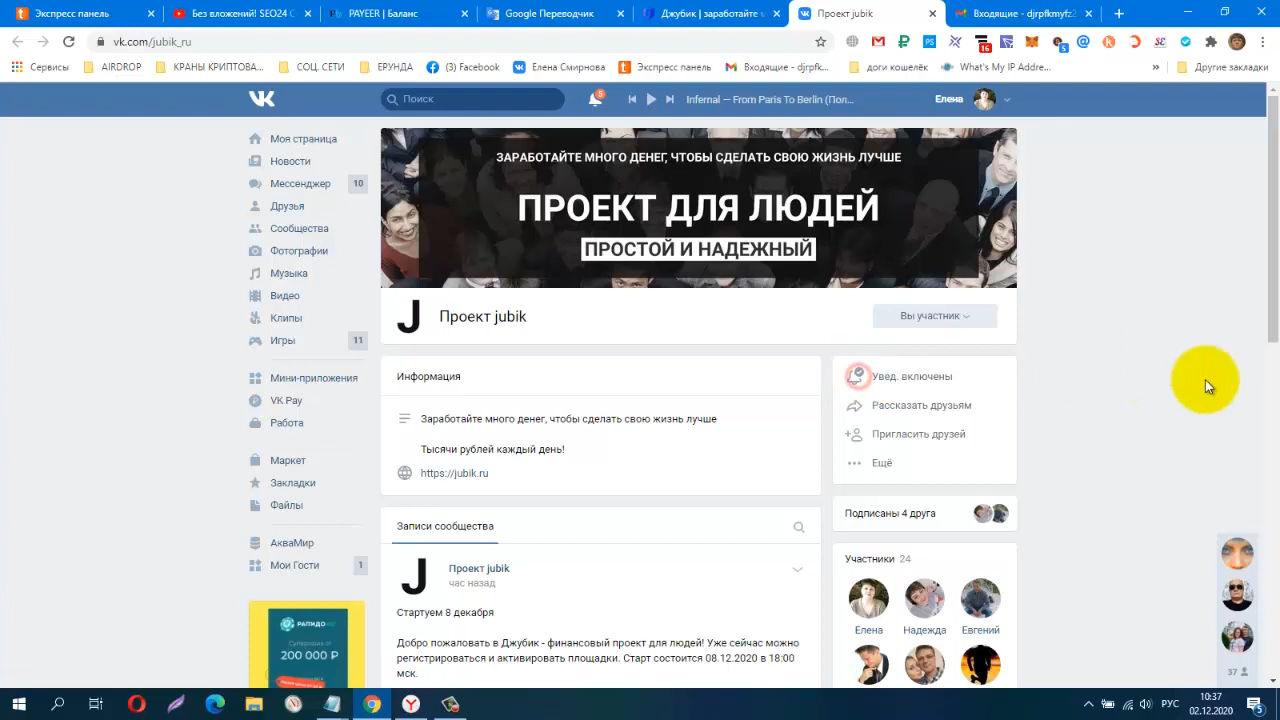 Экспресс панель
Без вложений! SEO24 С
PAYEER | Баланс
Google Переводчик
Джубик | заработайте
Проект jubik
Входящие - djrpfkmyfz2
vk.com/jubik_ru
16
5
Сервисы
AIRDROP
КРАНЫ КРИПТОВА...
СОЦ. СЕТИ
ЕРУНДА
(3) Facebook
Елена Смирнова
Экспресс панель
Входящие - djrpfk...
доги кошелёк
What's My IP Addre...
»
Другие закладки
Поиск
5
Infernal — From Paris To Berlin (Пол...
Елена
Моя страница
Новости
Мессенджер 10
Друзья
Сообщества
Фотографии
Музыка
Видео
Клипы
Игры 11
Мини-приложения
VK Pay
Работа
Маркет
Закладки
Файлы
АкваМир
Мои Гости 1
РАПИДО
200 000 ₽
ЗАРАБОТАЙТЕ МНОГО ДЕНЕГ, ЧТОБЫ СДЕЛАТЬ СВОЮ ЖИЗНЬ ЛУЧШЕ
ПРОЕКТ ДЛЯ ЛЮДЕЙ
ПРОСТОЙ И НАДЕЖНЫЙ
J
Проект jubik
Вы участник
Информация
Заработайте много денег, чтобы сделать свою жизнь лучше
Тысячи рублей каждый день!
https://jubik.ru
Записи сообщества
J
Проект jubik
час назад
Стартуем 8 декабря
Добро пожаловать в Джубик - финансовый проект для людей! Уже сейчас можно
регистрироваться и активировать площадки. Старт состоится 08.12.2020 в 18:00
мск.
Увед. включены
Рассказать друзьям
Пригласить друзей
Ещё
Подписаны 4 друга
Участники 24
Елена
Надежда
Евгений
37
РУС
10:37
02.12.2020
5